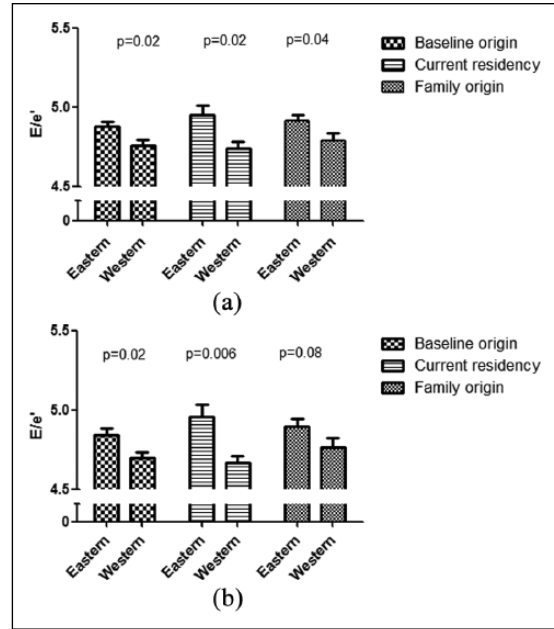 5.5
p=0.02 p=0.02 p=0.04
Baseline origin
Current residency
Family origin
E/e'
5.0
4.5
0
Eastern Western Eastern Western Eastern Western
(a)
5.5
p=0.02 p=0.006 p=0.08
Baseline origin
Current residency
Family origin
E/e'
5.0
4.5
0
Eastern Western Eastern Western Eastern Western
(b)